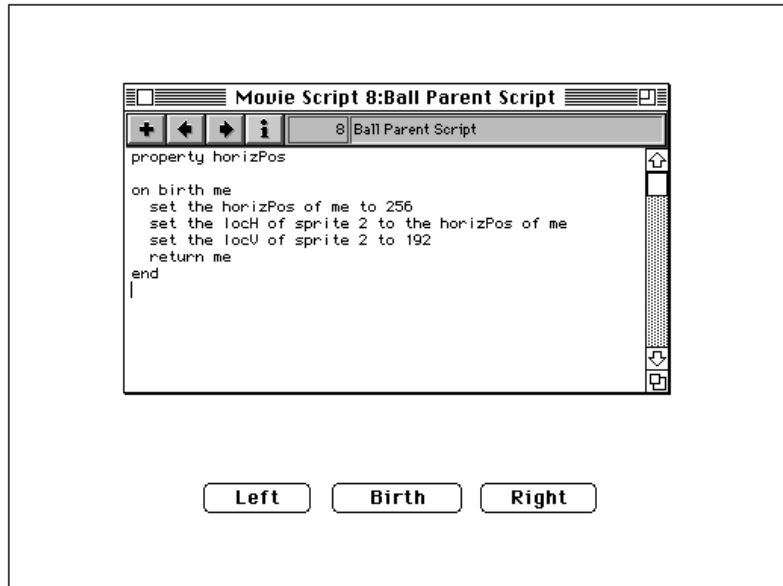 Movie Script 8:Ball Parent Script
8 Ball Parent Script
property horizPos
on birth me
set the horizPos of me to 256
set the locH of sprite 2 to the horizPos of me
set the locV of sprite 2 to 192
return me
end
Left Birth Right